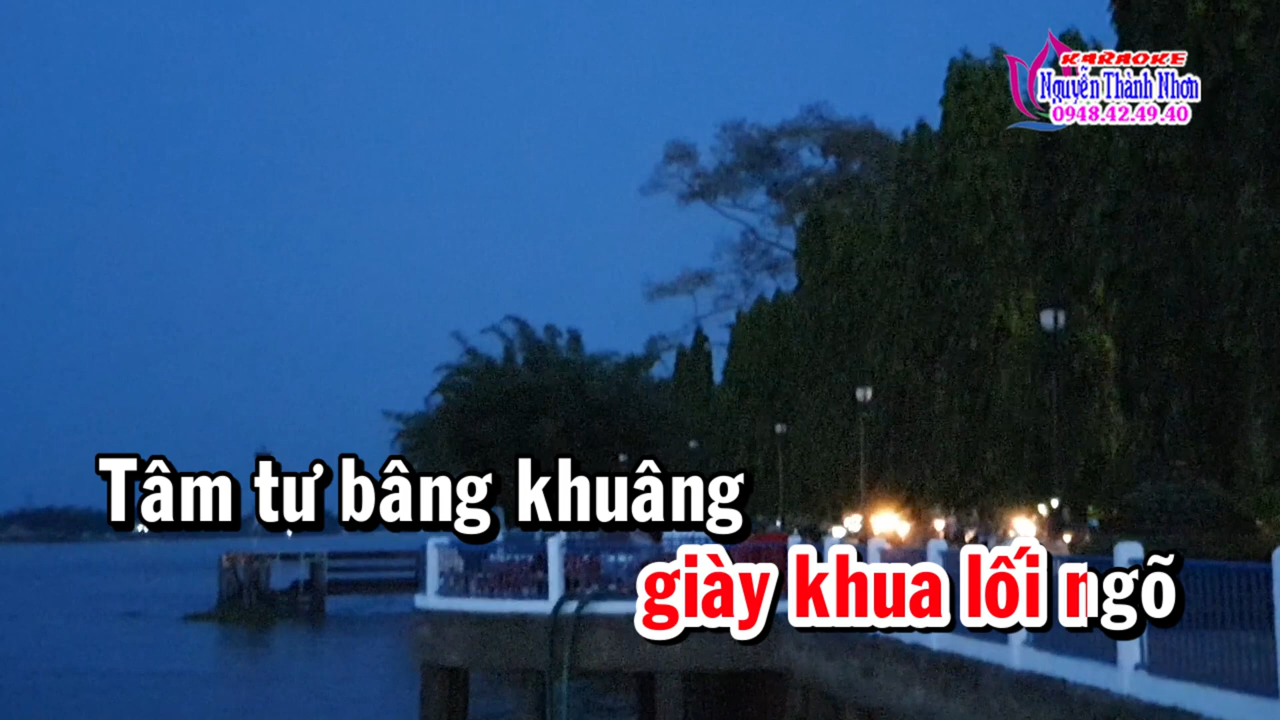 KARAOKE
Nguyễn Thành Nhơn
0948.42.49.40
Tâm tư bâng khuâng
giày khua lối ngõ